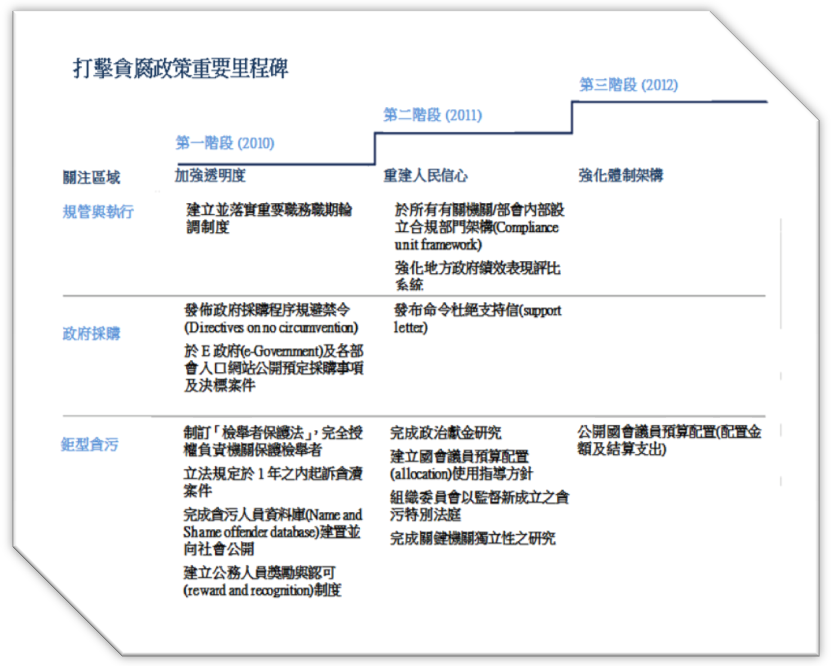 打擊貪腐政策重要里程碑
第三階段 (2012)
第二階段 (2011)
第一階段 (2010)
關注區域
加強透明度
重建人民信心
強化體制架構
規管與執行
建立並落實重要職務職期輪
調制度
於所有有關機關/部會內部設
立合規部門架構(Compliance
unit framework)
強化地方政府績效表現評比
系統
政府採購
發佈政府採購程序規避禁令
(Directives on no circumvention)
於 E 政府(e-Government)及各部
會入口網站公開預定採購事項
及決標案件
發布命令杜絕支持信(support
letter)
鉅型貪污
制訂「檢舉者保護法」，完全授
權負責機關保護檢舉者
立法規定於 1 年之內起訴貪瀆
案件
完成貪污人員資料庫(Name and
Shame offender database)建置並
向社會公開
建立公務人員獎勵與認可
(reward and recognition)制度
完成政治獻金研究
建立國會議員預算配置
(allocation)使用指導方針
組織委員會以監督新成立之貪
污特別法庭
完成關鍵機關獨立性之研究
公開國會議員預算配置(配置金
額及結算支出)